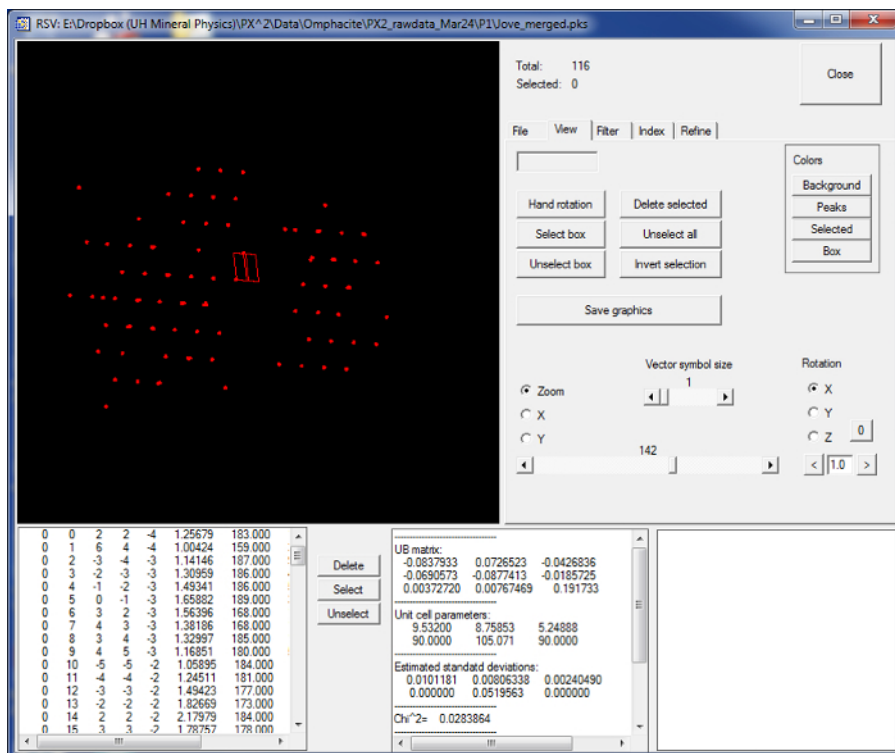 RSV: E:\Dropbox (UH Mineral Physics)\PX^2\Data\Omphacite\PX2_rawdata_Mar24\P1\Jove_merged.pks
Total: 116
Selected: 0
Close
File View Filter Index Refine
Colors
Background
Peaks
Selected
Box
Hand rotation Delete selected
Select box Unselect all
Unselect box Invert selection
Save graphics
Vector symbol size
1
Rotation
Zoom
X
Y
X
Y
Z 0
142
< 1.0 >
0 0 2 2 -4 1.25679 183.000
0 1 6 4 -4 1.00424 159.000
0 2 -3 -4 -3 1.14146 187.000
0 3 -2 -3 -3 1.30959 186.000
0 4 -1 -2 -3 1.49341 186.000
0 5 0 -1 -3 1.65882 189.000
0 6 3 2 -3 1.56396 168.000
0 7 4 3 -3 1.38186 168.000
0 8 3 4 -3 1.32997 185.000
0 9 4 5 -3 1.16851 180.000
0 10 -5 -5 -2 1.05895 184.000
0 11 -4 -4 -2 1.24511 181.000
0 12 -3 -3 -2 1.49423 177.000
0 13 -2 -2 -2 1.82669 173.000
0 14 2 2 -2 2.17979 184.000
0 15 3 3 -2 1.78757 178.000
Delete
Select
Unselect
UB matrix:
-0.0837933 0.0726523 -0.0426836
-0.0690573 -0.0877413 -0.0185725
0.00372720 0.00767469 0.191733
Unit cell parameters:
9.53200 8.75853 5.24888
90.0000 105.071 90.0000
Estimated standatd deviations:
0.0101181 0.00806338 0.00240490
0.000000 0.0519563 0.000000
Chi^2= 0.0283864